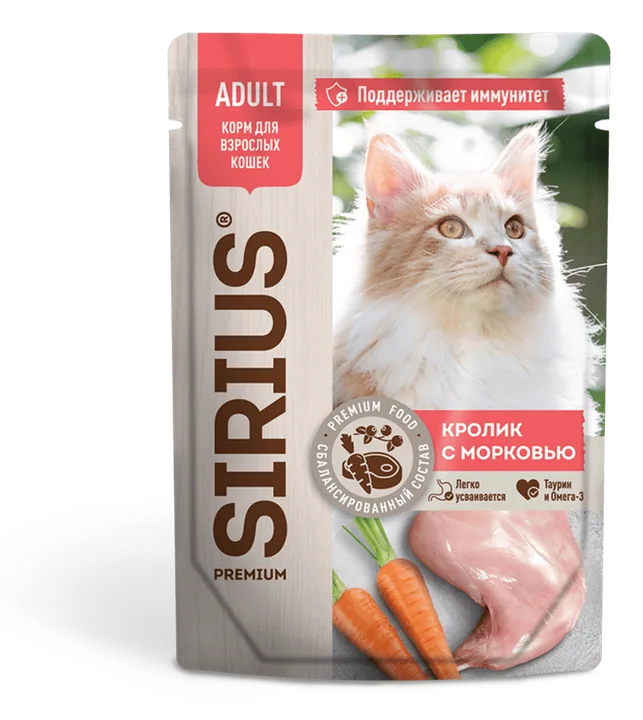 ADULT
КОРМ ДЛЯ
ВЗРОСЛЫХ
КОШЕК
Поддерживает иммунитет
SIRIUS®
PREMIUM
PREMIUM FOOD
СБАЛАНСИРОВАННЫЙ СОСТАВ
КРОЛИК
С МОРКОВЬЮ
Легко
усваивается
Таурин
и Омега-3